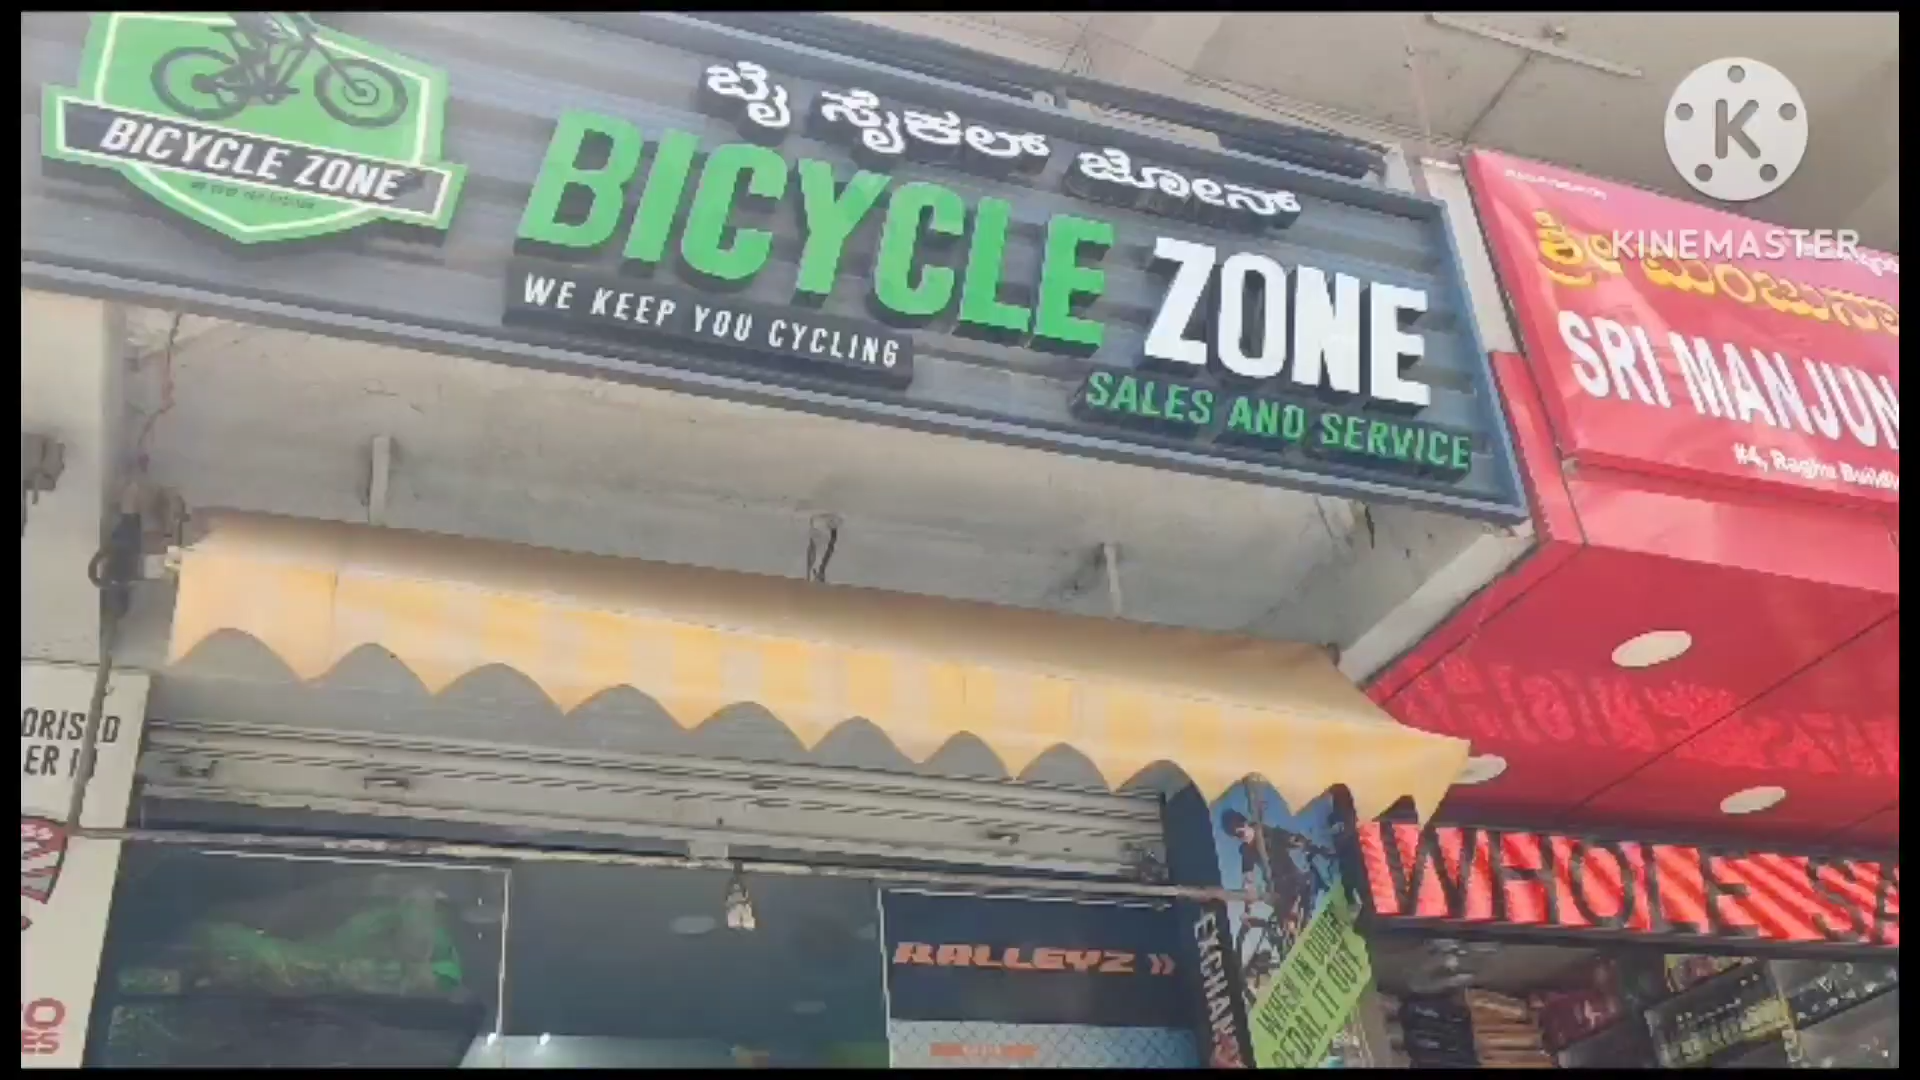 BICYCLE ZONE
ಬೈ ಸೈಕಲ್ ಜೋನ್
BICYCLE ZONE
WE KEEP YOU CYCLING
SALES AND SERVICE
K
KINEMASTER
ಶ್ರೀ ಮಂಜುನಾ
SRI MANJUN
#4, Raghu Buildi
ORISED
ER I
WHOLE SA
RALLEYZ »
EXCHAN
WHEN IN DOUBT
PEDAL IT OUT